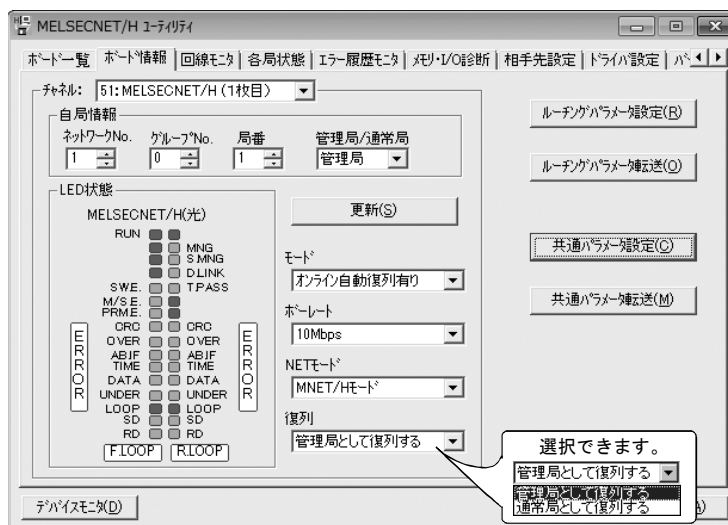 MELSECNET/H ユーティリティ
ボード一覧 ボード情報 回線モニタ 各局状態 エラー履歴モニタ メモリ・I/O診断 相手先設定 ドライバ設定
チャネル: 51:MELSECNET/H(1枚目)
自局情報
ネットワークNo. グループNo. 局番 管理局/通常局
1 0 1 管理局
LED状態
MELSECNET/H(光)
RUN
MNG
S.MNG
D.LINK
SW.E. T.PASS
M/S.E.
PRM.E.
CRC CRC
OVER OVER
AB.IF AB.IF
TIME TIME
DATA DATA
UNDER UNDER
LOOP LOOP
SD SD
RD RD
ERROR ERROR
F.LOOP R.LOOP
更新(S)
モード
オンライン自動復列有り
ボーレート
10Mbps
NETモード
MNET/Hモード
復列
管理局として復列する
ルーチングパラメータ設定(R)
ルーチングパラメータ転送(O)
共通パラメータ設定(C)
共通パラメータ転送(M)
選択できます。
管理局として復列する
管理局として復列する
通常局として復列する
デバイスモニタ(D)